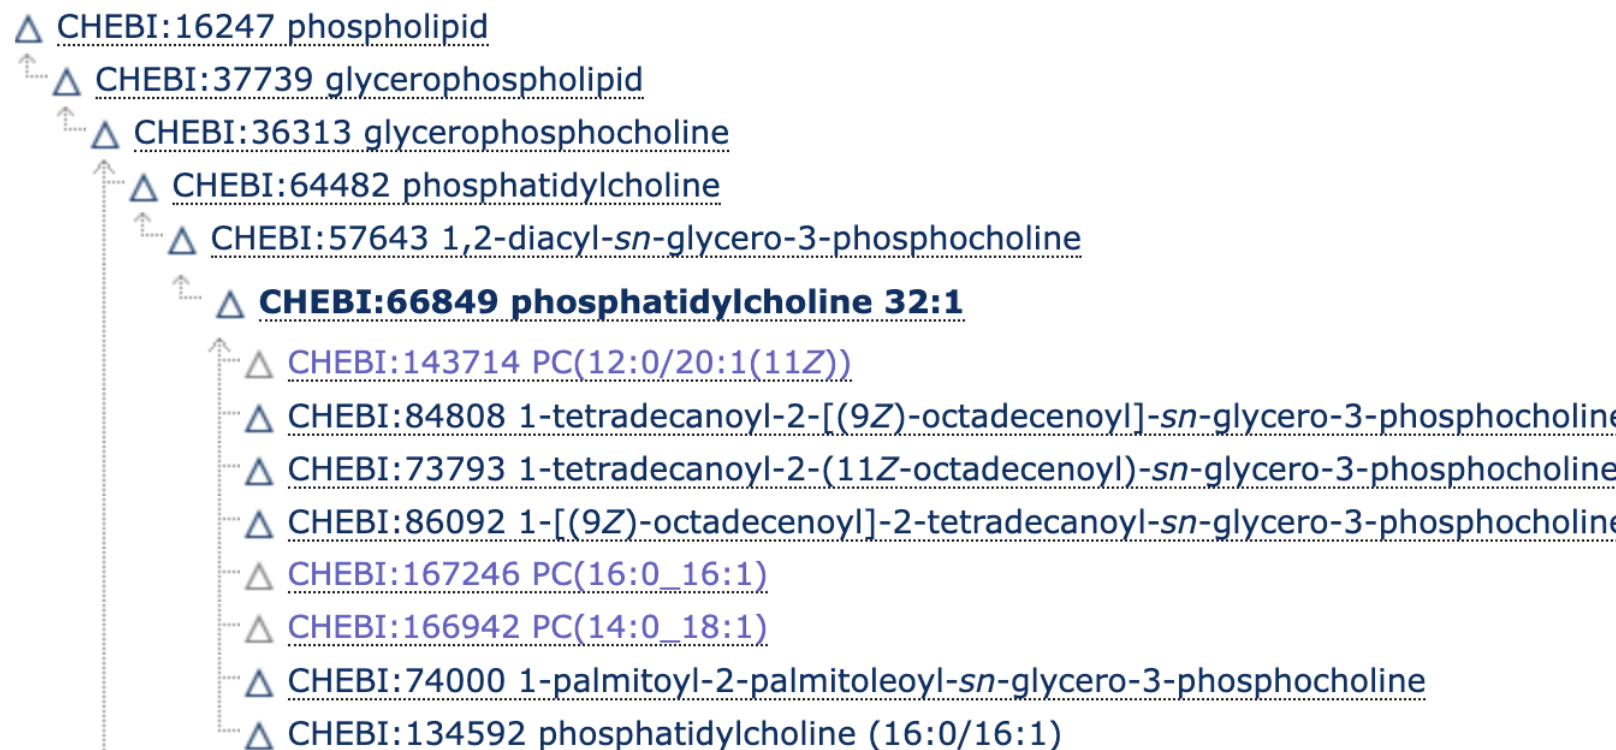 CHEBI:16247 phospholipid
CHEBI:37739 glycerophospholipid
CHEBI:36313 glycerophosphocholine
CHEBI:64482 phosphatidylcholine
CHEBI:57643 1,2-diacyl-sn-glycero-3-phosphocholine
CHEBI:66849 phosphatidylcholine 32:1
CHEBI:143714 PC(12:0/20:1(11Z))
CHEBI:84808 1-tetradecanoyl-2-[(9Z)-octadecenoyl]-sn-glycero-3-phosphocholine
CHEBI:73793 1-tetradecanoyl-2-(11Z-octadecenoyl)-sn-glycero-3-phosphocholine
CHEBI:86092 1-[(9Z)-octadecenoyl]-2-tetradecanoyl-sn-glycero-3-phosphocholine
CHEBI:167246 PC(16:0_16:1)
CHEBI:166942 PC(14:0_18:1)
CHEBI:74000 1-palmitoyl-2-palmitoleoyl-sn-glycero-3-phosphocholine
CHEBI:134592 phosphatidylcholine (16:0/16:1)